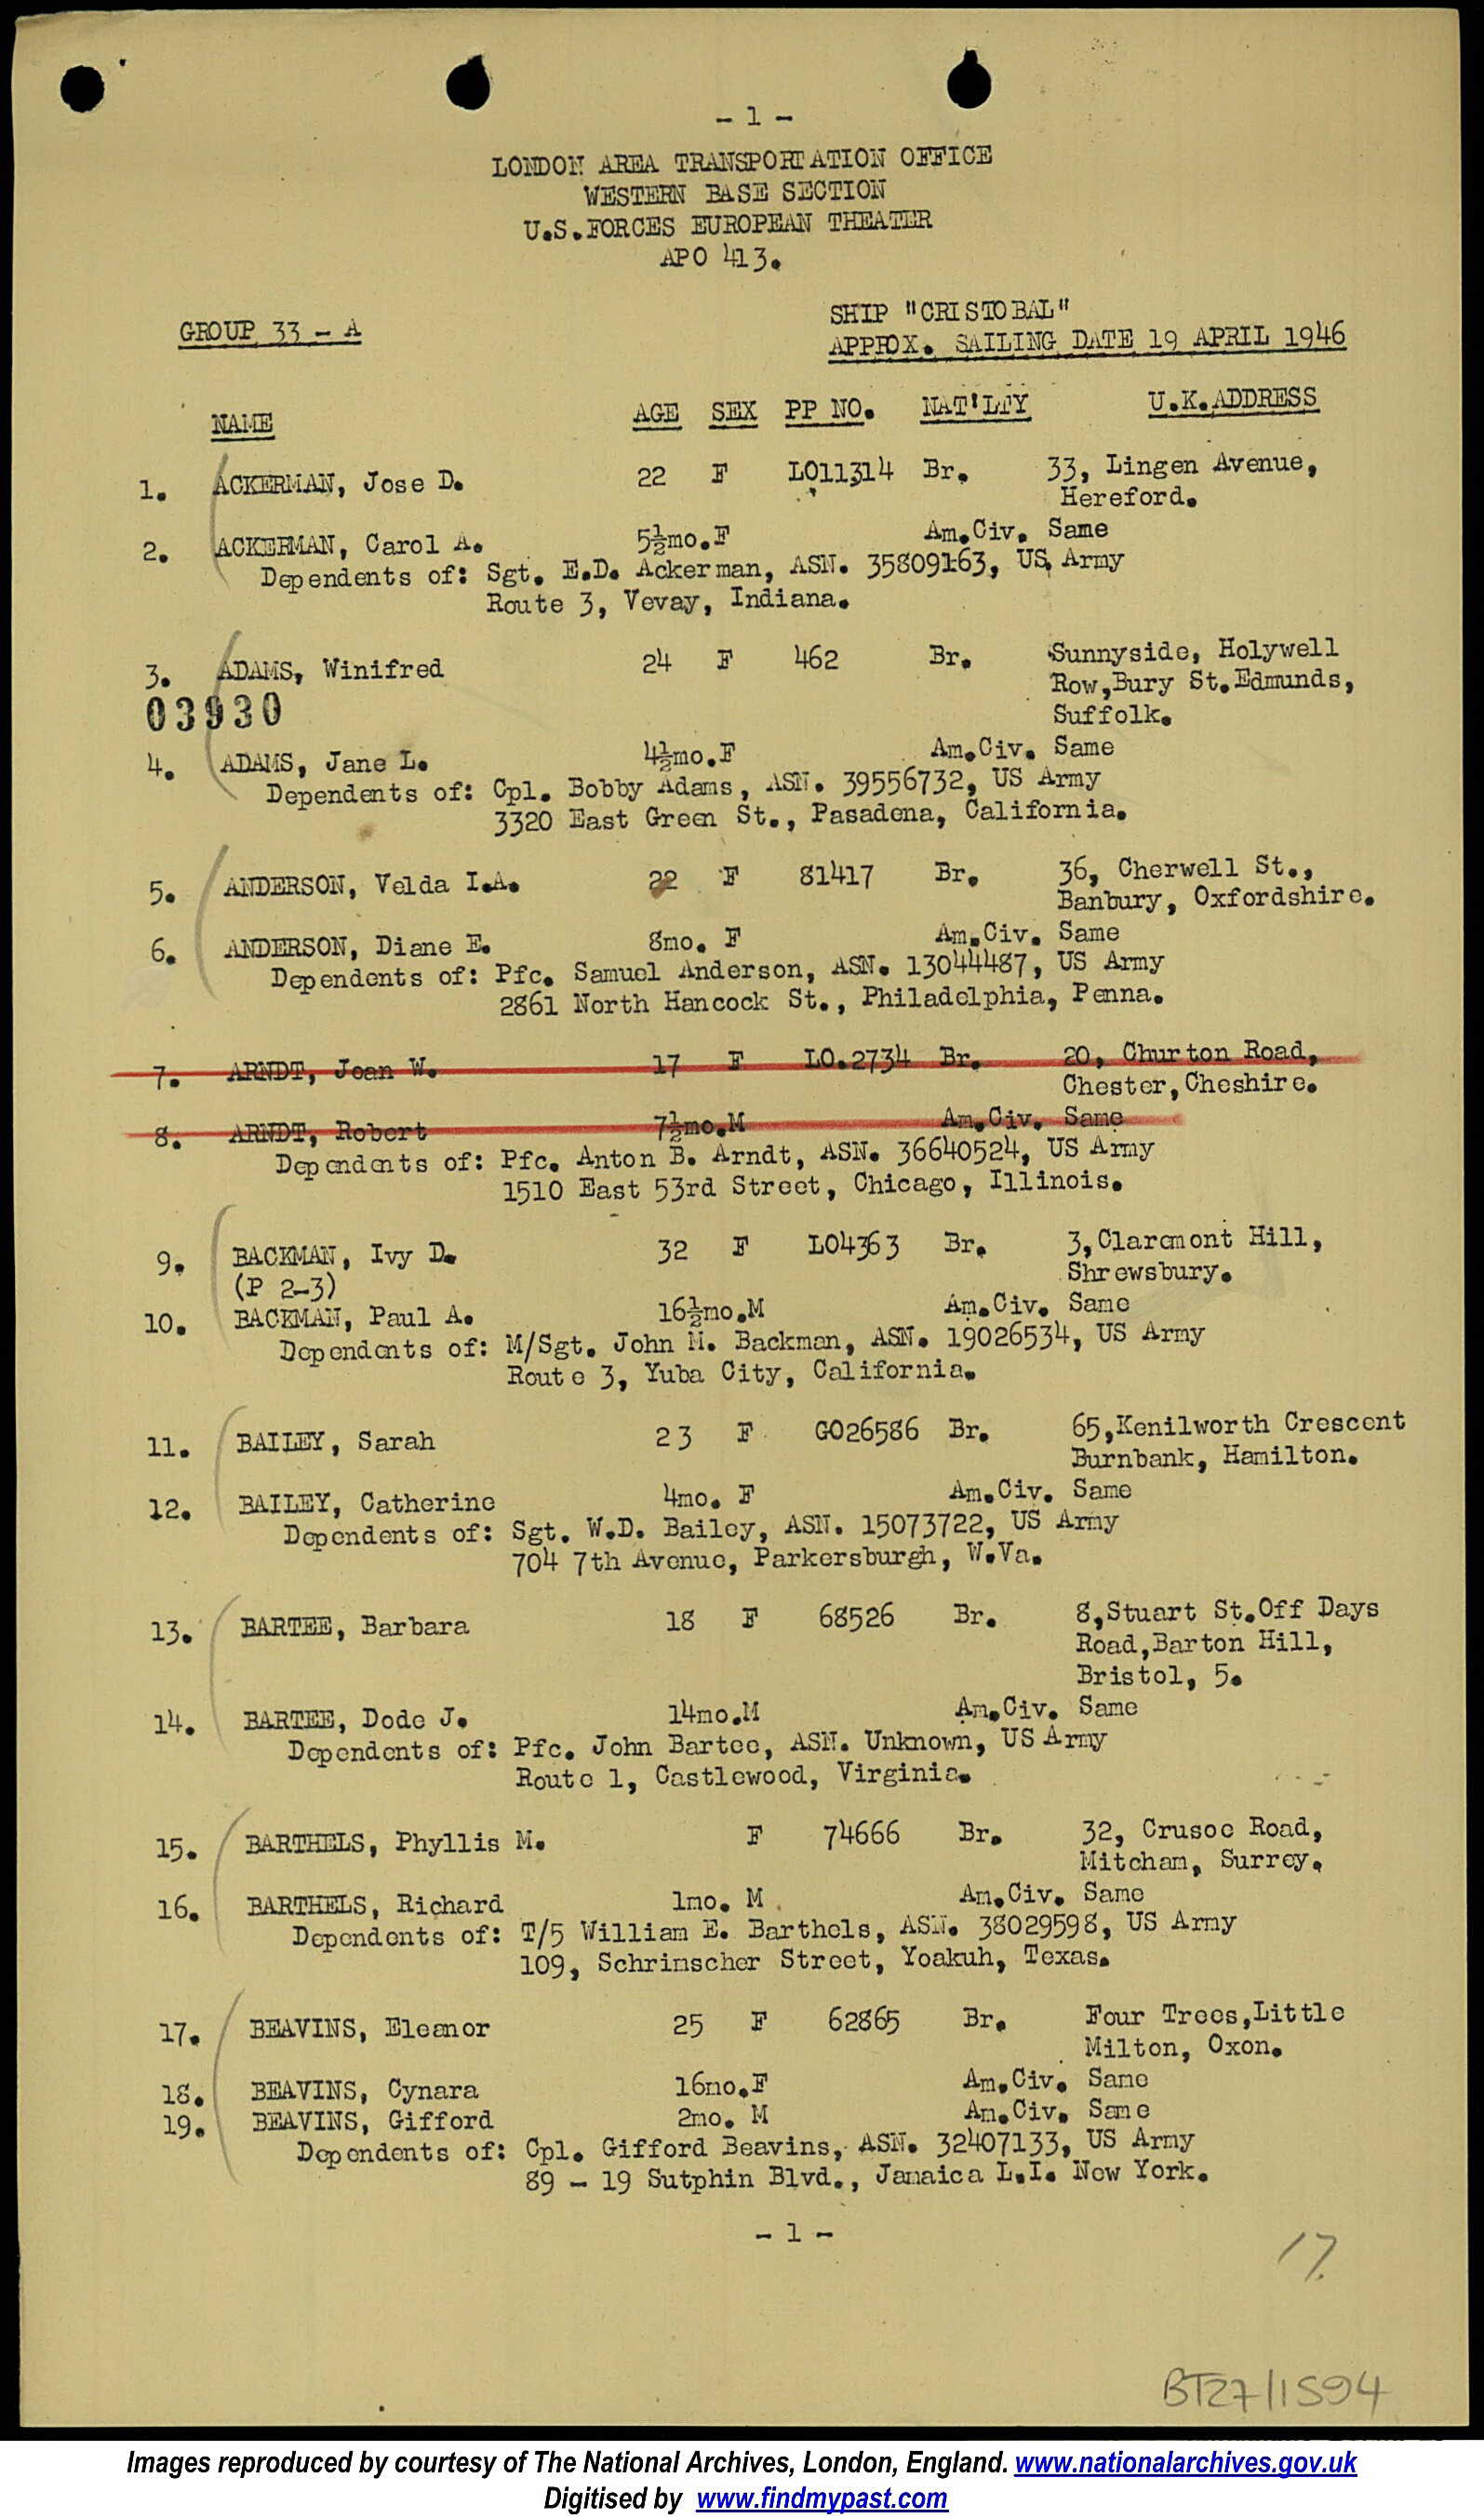 - 1 -
LONDON AREA TRANSPORTATION OFFICE
WESTERN BASE SECTION
U.S.FORCES EUROPEAN THEATER
APO 413.
SHIP "CRISTOBAL"
GROUP 33 - A APPROX. SAILING DATE 19 APRIL 1946
NAME AGE SEX PP NO. NAT'LTY U.K.ADDRESS
1. ACKERMAN, Jose D. 22 F LO11314 Br. 33, Lingen Avenue,
Hereford.
2. ACKERMAN, Carol A. 5½mo.F Am.Civ. Same
Dependents of: Sgt. E.D. Ackerman, ASN. 35809163, US Army
Route 3, Vevay, Indiana.
3. ADAMS, Winifred 24 F 462 Br. Sunnyside, Holywell
Row,Bury St.Edmunds,
03930 Suffolk.
4. ADAMS, Jane L. 4½mo.F Am.Civ. Same
Dependents of: Cpl. Bobby Adams, ASN. 39556732, US Army
3320 East Green St., Pasadena, California.
5. ANDERSON, Velda I.A. 22 F 81417 Br. 36, Cherwell St.,
Banbury, Oxfordshire.
6. ANDERSON, Diane E. 8mo. F Am.Civ. Same
Dependents of: Pfc. Samuel Anderson, ASN. 13044487, US Army
2861 North Hancock St., Philadelphia, Penna.
7. ARNDT, Joan W. 17 F LO.2734 Br. 20, Churton Road,
Chester,Cheshire.
8. ARNDT, Robert 7½mo.M Am.Civ. Same
Dependents of: Pfc. Anton B. Arndt, ASN. 36640524, US Army
1510 East 53rd Street, Chicago, Illinois.
9. BACKMAN, Ivy D. 32 F LO4363 Br. 3,Claremont Hill,
(P 2-3) Shrewsbury.
10. BACKMAN, Paul A. 16½mo.M Am.Civ. Same
Dependents of: M/Sgt. John M. Backman, ASN. 19026534, US Army
Route 3, Yuba City, California.
11. BAILEY, Sarah 23 F GO26586 Br. 65,Kenilworth Crescent
Burnbank, Hamilton.
12. BAILEY, Catherine 4mo. F Am.Civ. Same
Dependents of: Sgt. W.D. Bailey, ASN. 15073722, US Army
704 7th Avenue, Parkersburgh, W.Va.
13. BARTEE, Barbara 18 F 68526 Br. 8,Stuart St.Off Days
Road,Barton Hill,
Bristol, 5.
14. BARTEE, Dode J. 14mo.M Am.Civ. Same
Dependents of: Pfc. John Bartee, ASN. Unknown, US Army
Route 1, Castlewood, Virginia.
15. BARTHELS, Phyllis M. F 74666 Br. 32, Crusoe Road,
Mitcham, Surrey.
16. BARTHELS, Richard 1mo. M Am.Civ. Same
Dependents of: T/5 William E. Barthels, ASN. 38029598, US Army
109, Schrimscher Street, Yoakuh, Texas.
17. BEAVINS, Eleanor 25 F 62865 Br. Four Trees,Little
Milton, Oxon.
18. BEAVINS, Cynara 16mo.F Am.Civ. Same
19. BEAVINS, Gifford 2mo. M Am.Civ. Same
Dependents of: Cpl. Gifford Beavins, ASN. 32407133, US Army
89 - 19 Sutphin Blvd., Jamaica L.I. New York.
- 1 -
17.
BT27/1594
Images reproduced by courtesy of The National Archives, London, England. www.nationalarchives.gov.uk
Digitised by www.findmypast.com